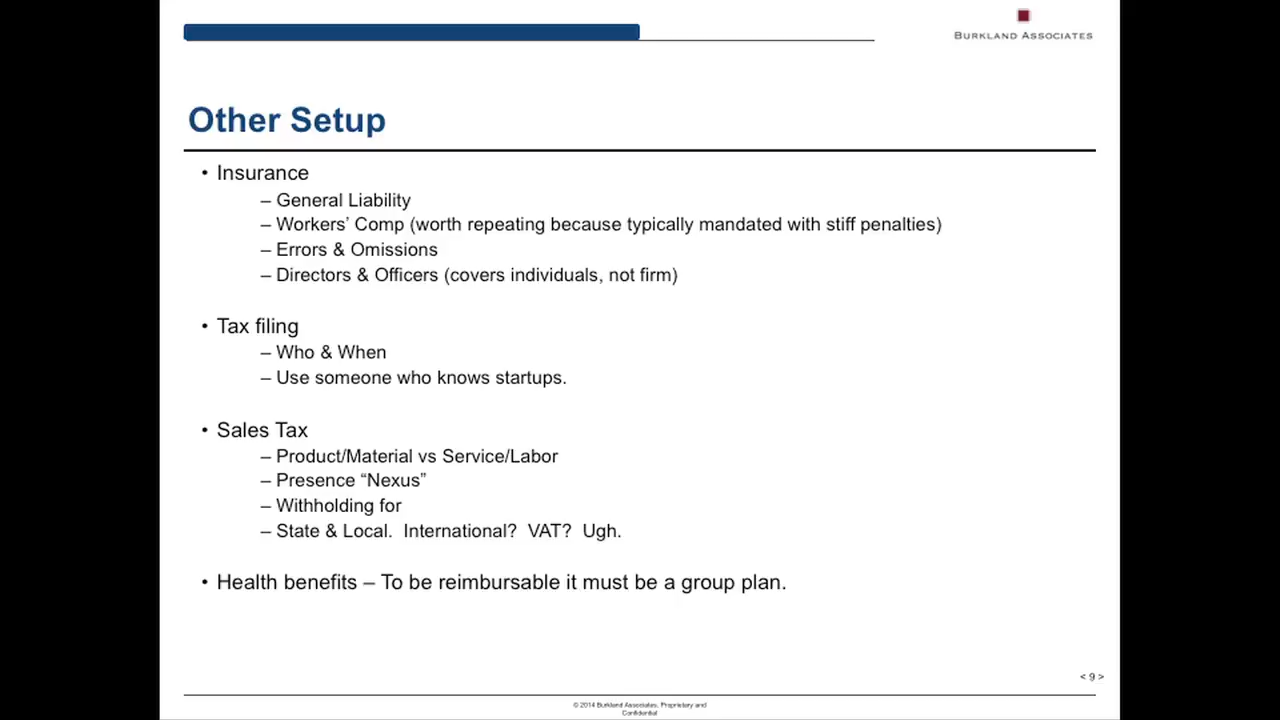 BURKLAND ASSOCIATES
Other Setup
• Insurance
– General Liability
– Workers’ Comp (worth repeating because typically mandated with stiff penalties)
– Errors & Omissions
– Directors & Officers (covers individuals, not firm)
• Tax filing
– Who & When
– Use someone who knows startups.
• Sales Tax
– Product/Material vs Service/Labor
– Presence “Nexus”
– Withholding for
– State & Local.  International?  VAT?  Ugh.
• Health benefits – To be reimbursable it must be a group plan.
< 9 >
© 2014 Burkland Associates, Proprietary and
Confidential